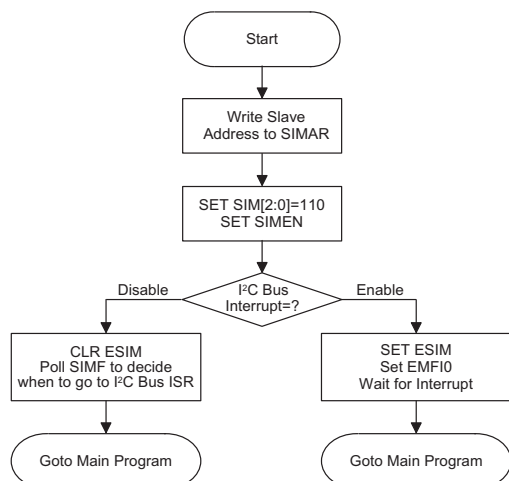 Start
Write Slave
Address to SIMAR
SET SIM[2:0]=110
SET SIMEN
I²C Bus
Interrupt=?
Disable
Enable
CLR ESIM
Poll SIMF to decide
when to go to I²C Bus ISR
SET ESIM
Set EMFI0
Wait for Interrupt
Goto Main Program
Goto Main Program